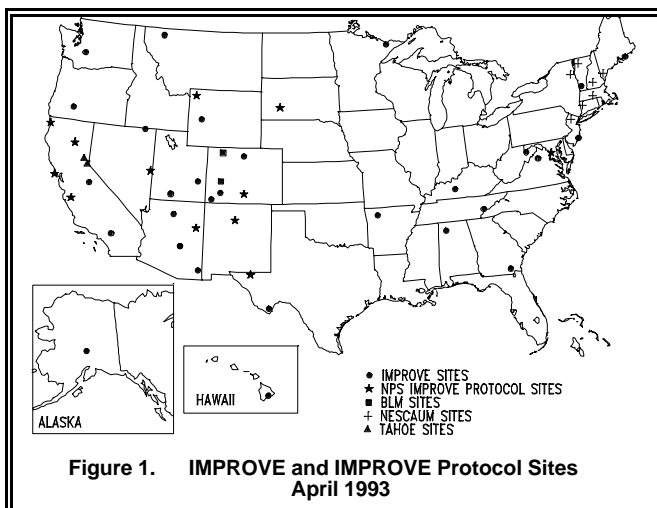 ALASKA
HAWAII
IMPROVE SITES
NPS IMPROVE PROTOCOL SITES
BLM SITES
NESCAUM SITES
TAHOE SITES
Figure 1. IMPROVE and IMPROVE Protocol Sites
April 1993